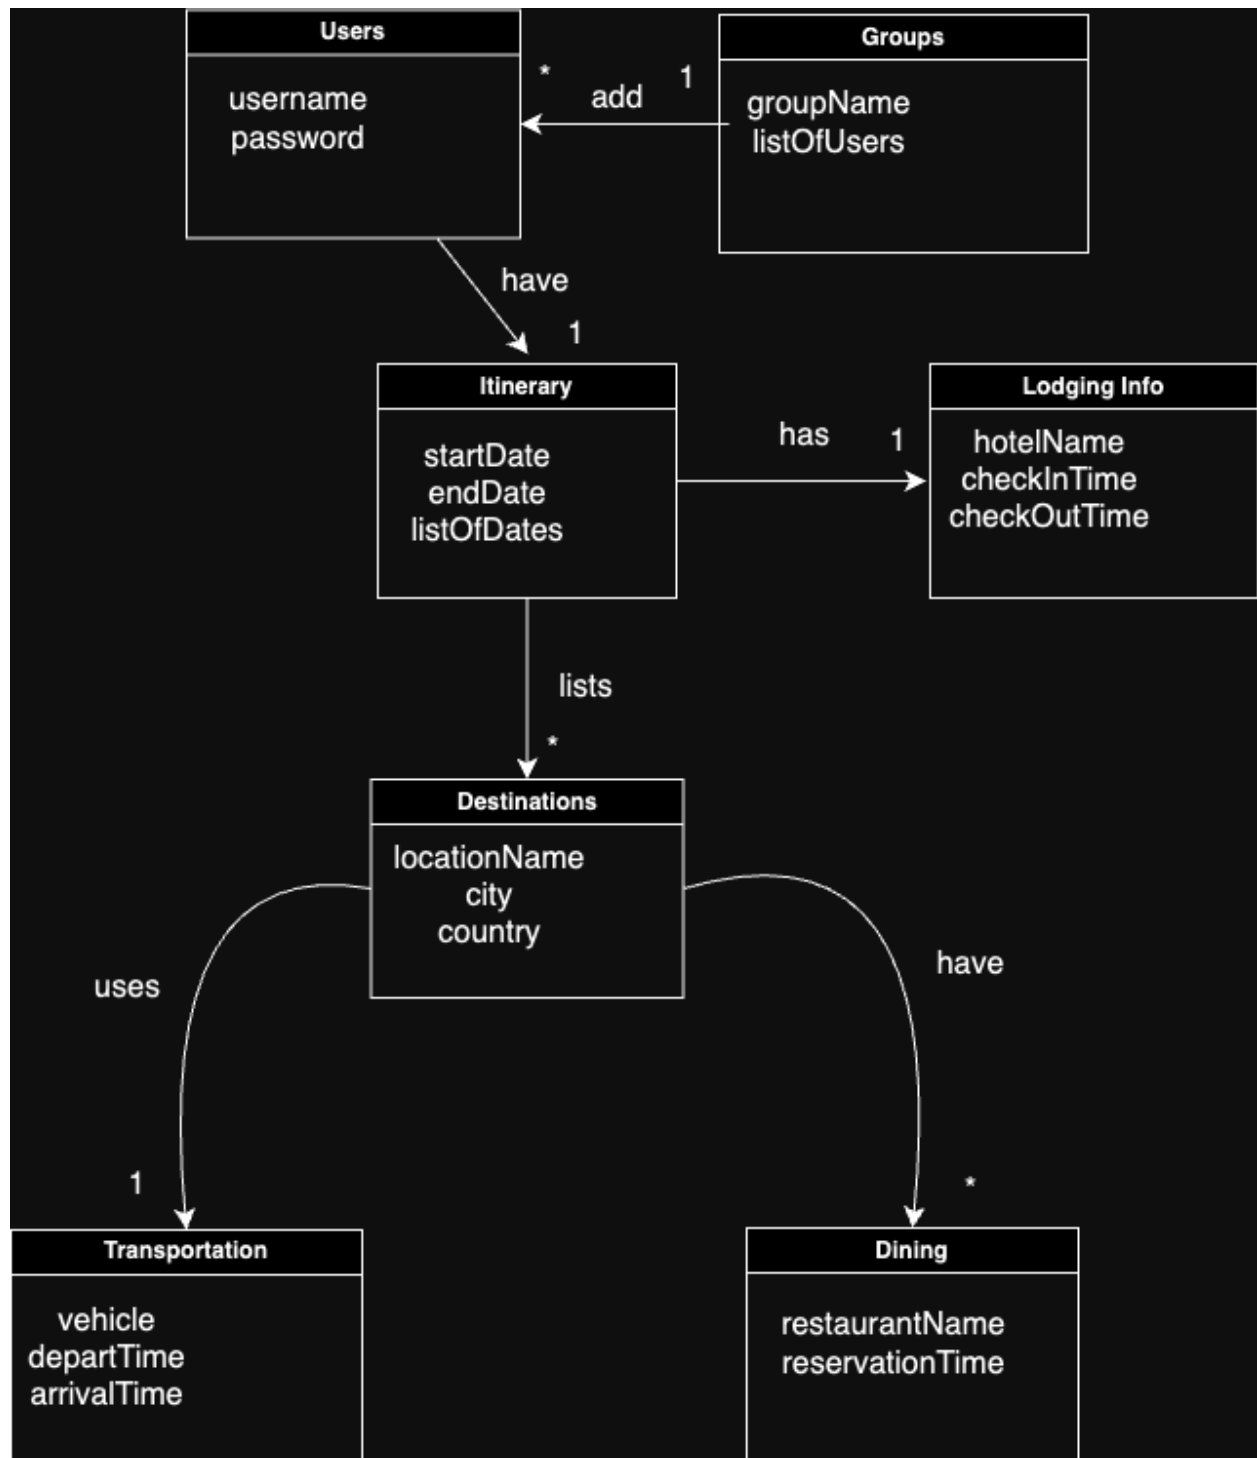 Users
username
password
*
add
1
Groups
groupName
listOfUsers
have
1
Itinerary
startDate
endDate
listOfDates
has
1
Lodging Info
hotelName
checkInTime
checkOutTime
lists
*
Destinations
locationName
city
country
uses
1
have
*
Transportation
vehicle
departTime
arrivalTime
Dining
restaurantName
reservationTime